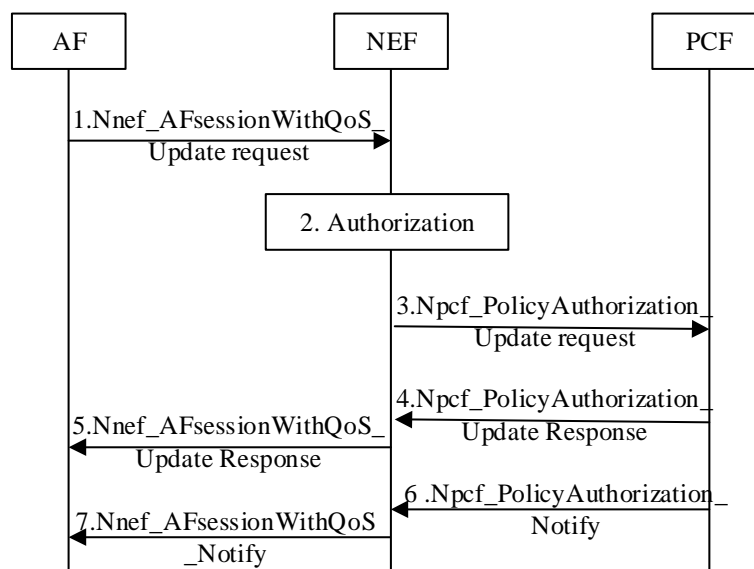 AF
NEF
PCF
1.Nnef_AFsessionWithQoS_
Update request
2. Authorization
3.Npcf_PolicyAuthorization_
Update request
4.Npcf_PolicyAuthorization_
Update Response
5.Nnef_AFsessionWithQoS_
Update Response
6 .Npcf_PolicyAuthorization_
Notify
7.Nnef_AFsessionWithQoS
_Notify